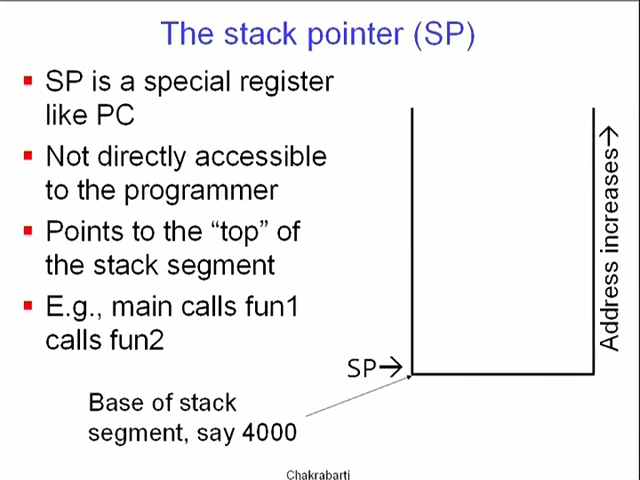 The stack pointer (SP)
▪ SP is a special register
like PC
▪ Not directly accessible
to the programmer
▪ Points to the “top” of
the stack segment
▪ E.g., main calls fun1
calls fun2
SP→
Base of stack
segment, say 4000
Address increases→
Chakrabarti